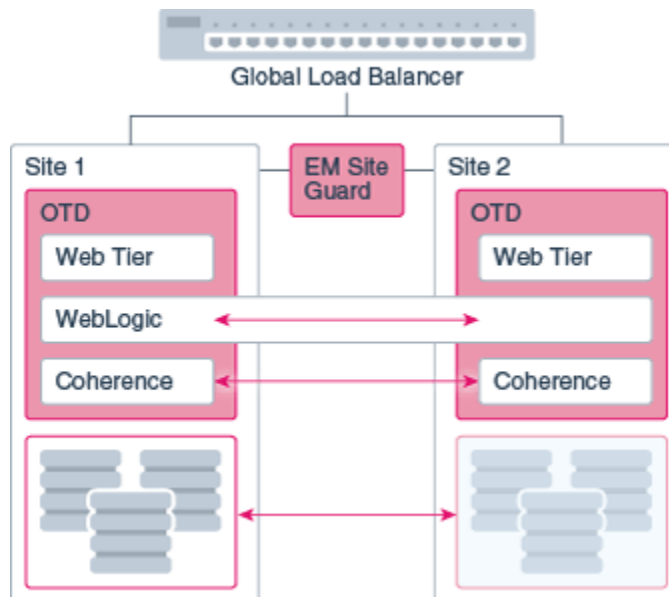 Global Load Balancer
Site 1
EM Site
Guard
Site 2
OTD
OTD
Web Tier
Web Tier
WebLogic
Coherence
Coherence